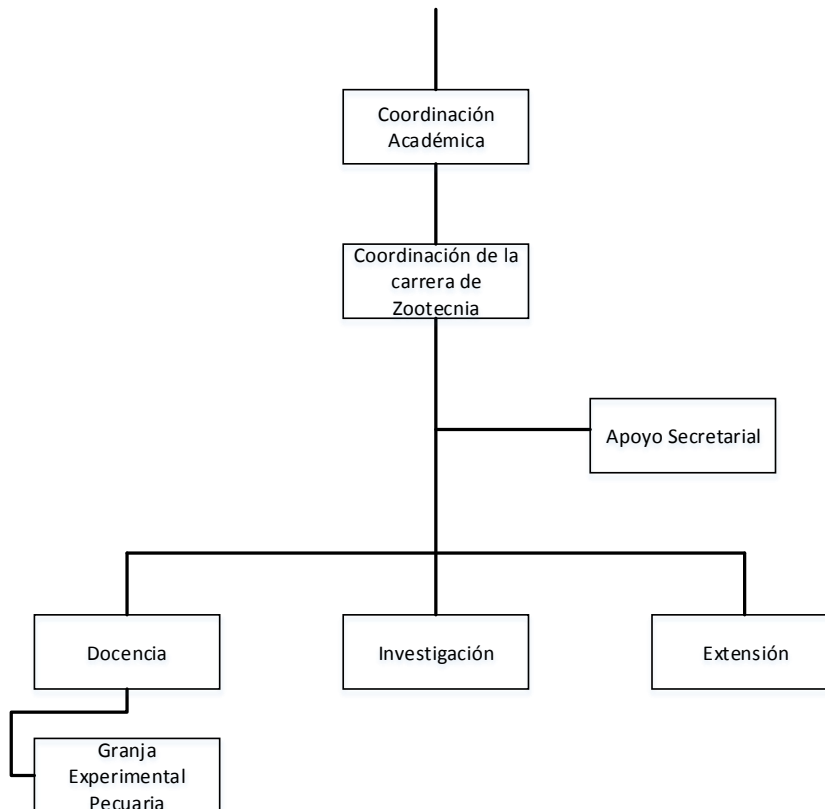 Coordinación
Académica
Coordinación de la
carrera de
Zootecnia
Apoyo Secretarial
Docencia
Investigación
Extensión
Granja
Experimental
Pecuaria